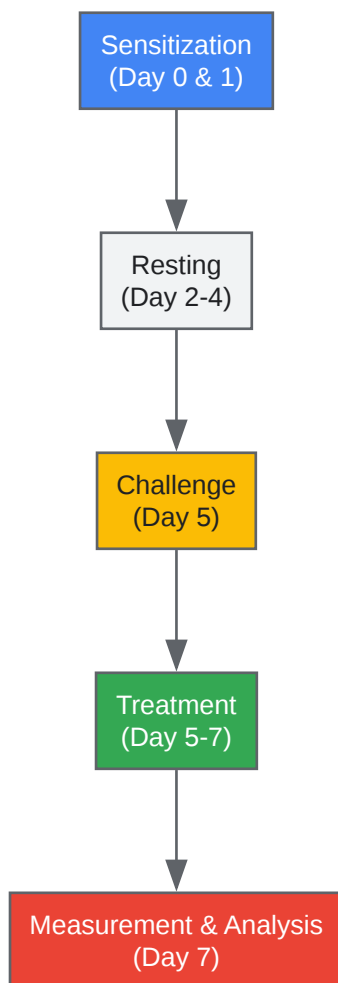 Sensitization
(Day 0 & 1)
Resting
(Day 2-4)
Challenge
(Day 5)
Treatment
(Day 5-7)
Measurement & Analysis
(Day 7)